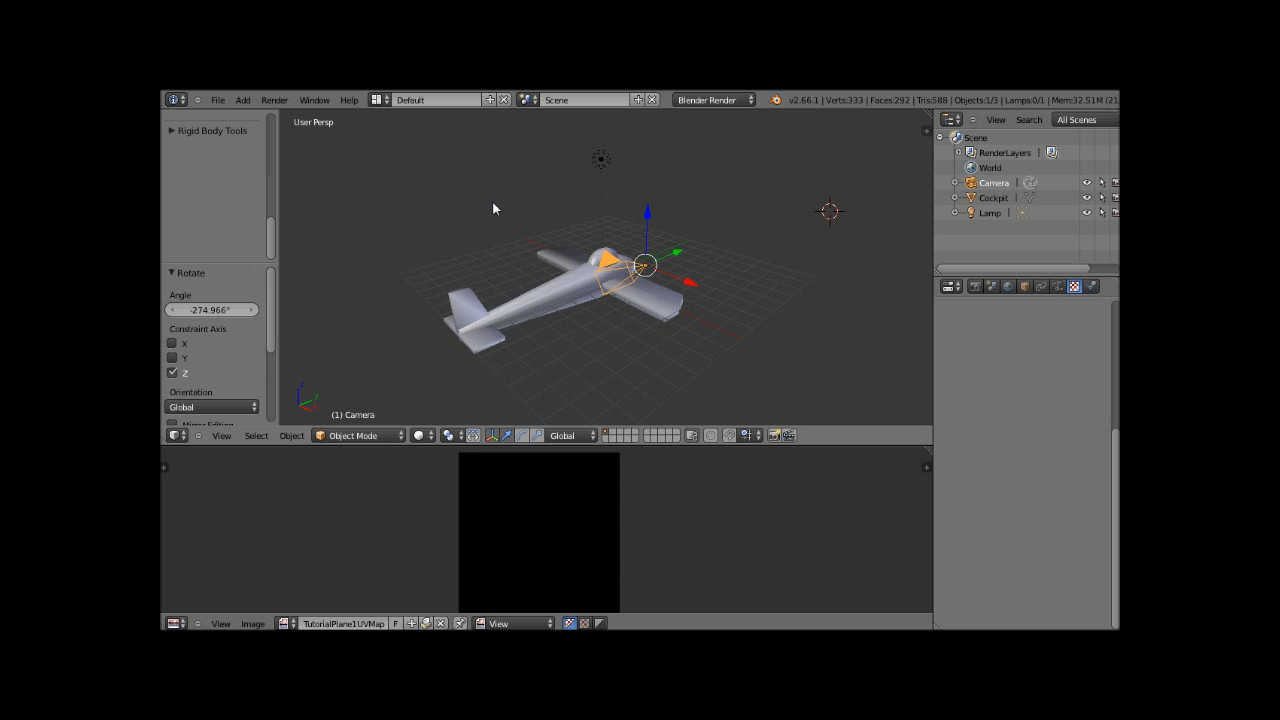 File Add Render Window Help Default Scene Blender Render v2.66.1 | Verts:333 | Faces:292 | Tris:588 | Objects:1/3 | Lamps:0/1 | Mem:32.51M (21
View Search All Scenes
Rigid Body Tools
User Persp
Scene
RenderLayers |
World
Camera |
Cockpit |
Lamp |
Rotate
Angle
-274.966°
Constraint Axis
X
Y
Z
Orientation
Global
(1) Camera
View Select Object Object Mode Global
View Image TutorialPlane1UVMap F View